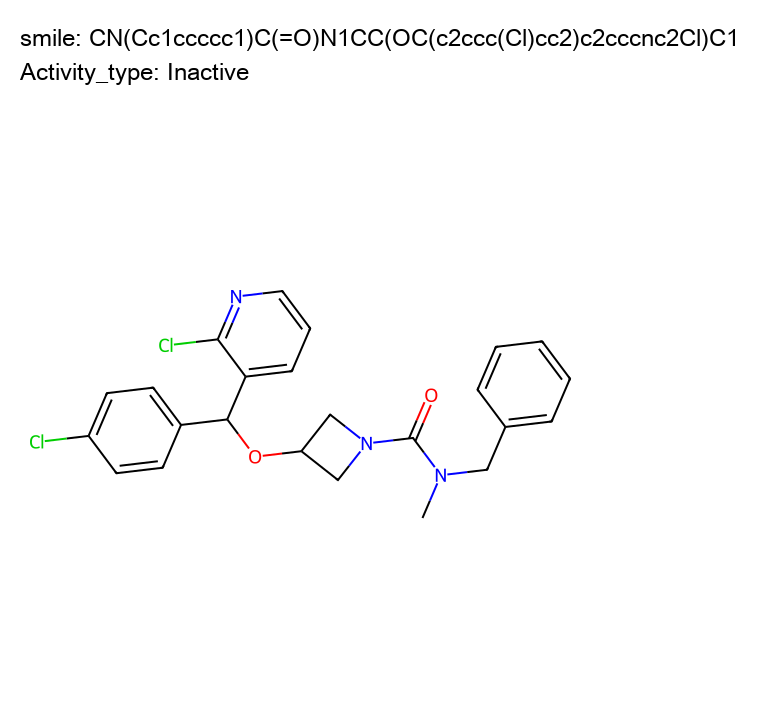 smile: CN(Cc1ccccc1)C(=O)N1CC(OC(c2ccc(Cl)cc2)c2cccnc2Cl)C1
Activity_type: Inactive
N
Cl
O
Cl
N
O
N